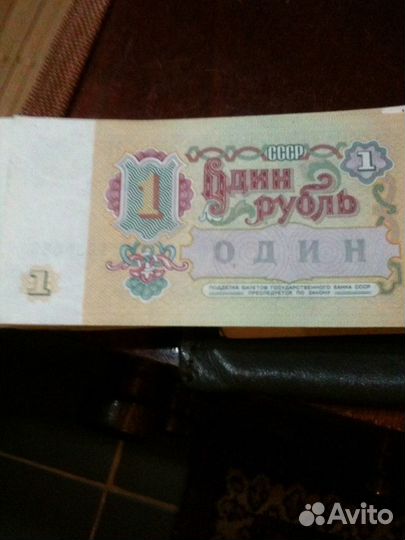 СССР
1
1
Один
рубль
ОДИН
ПОДДЕЛКА БИЛЕТОВ ГОСУДАРСТВЕННОГО БАНКА СССР
ПРЕСЛЕДУЕТСЯ ПО ЗАКОНУ
1
Avito